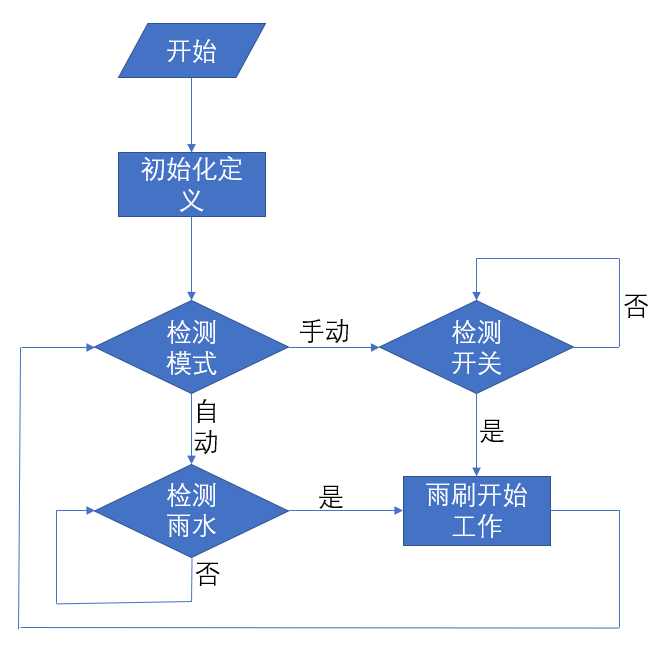 开始
初始化定
义
检测
模式
手动
检测
开关
否
自
动
是
检测
雨水
是
雨刷开始
工作
否